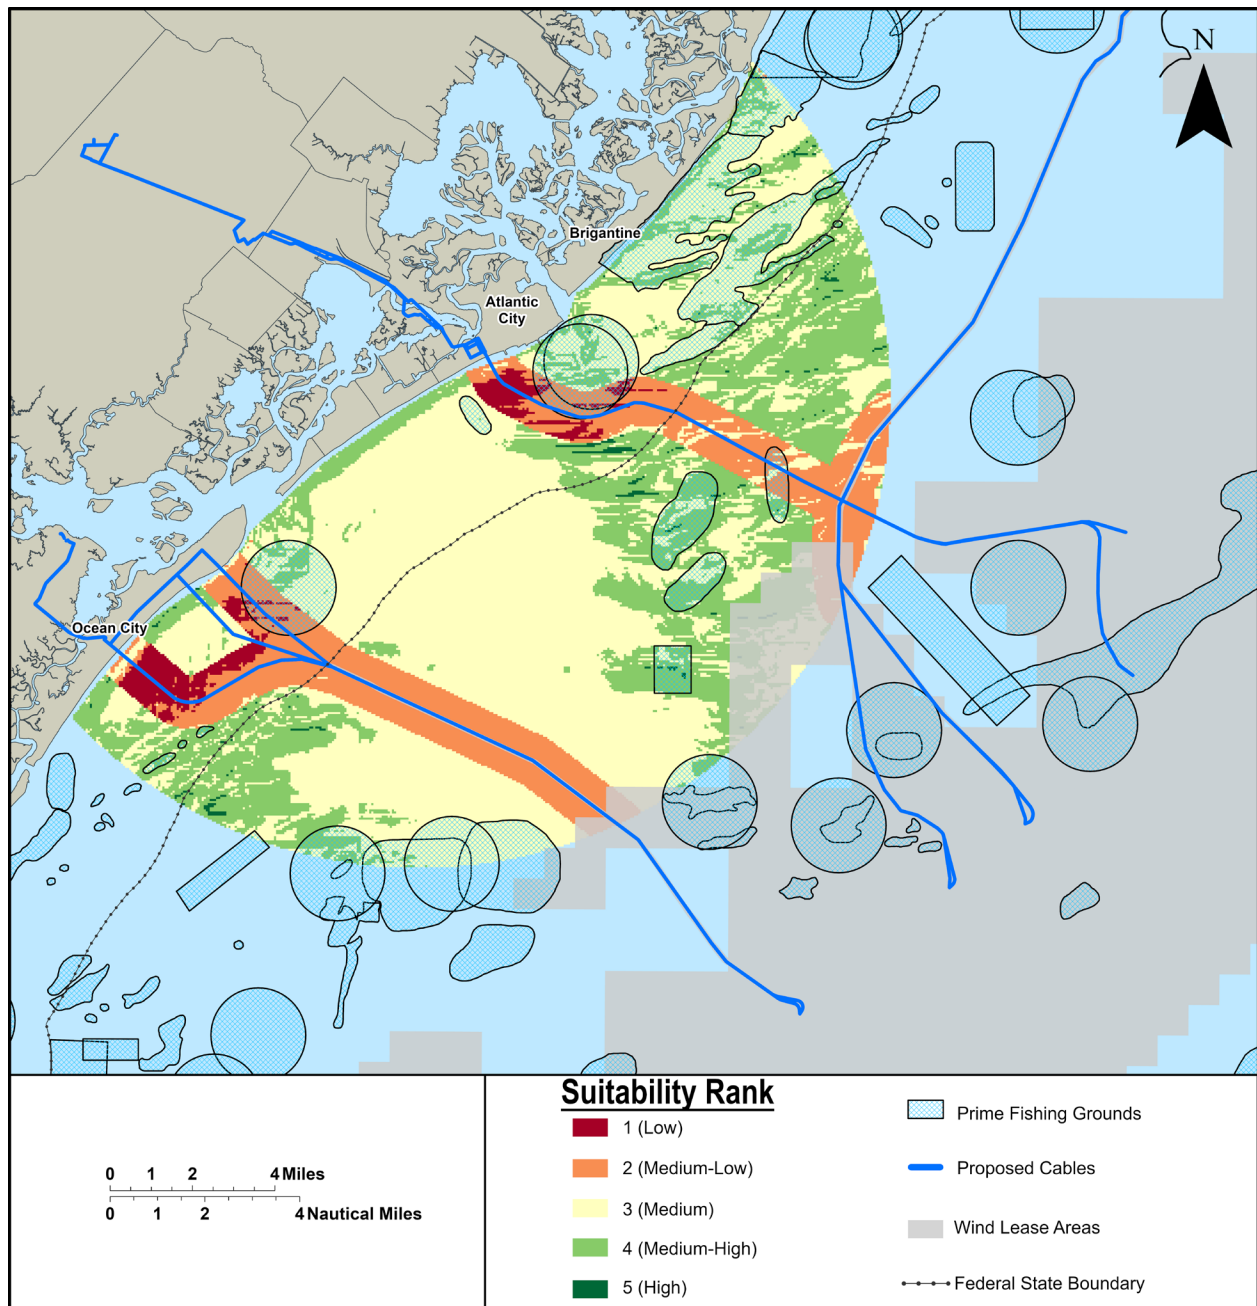 N
Brigantine
Atlantic
City
Ocean City
0 1 2 4 Miles
0 1 2 4 Nautical Miles
Suitability Rank
1 (Low)
2 (Medium-Low)
3 (Medium)
4 (Medium-High)
5 (High)
Prime Fishing Grounds
Proposed Cables
Wind Lease Areas
Federal State Boundary